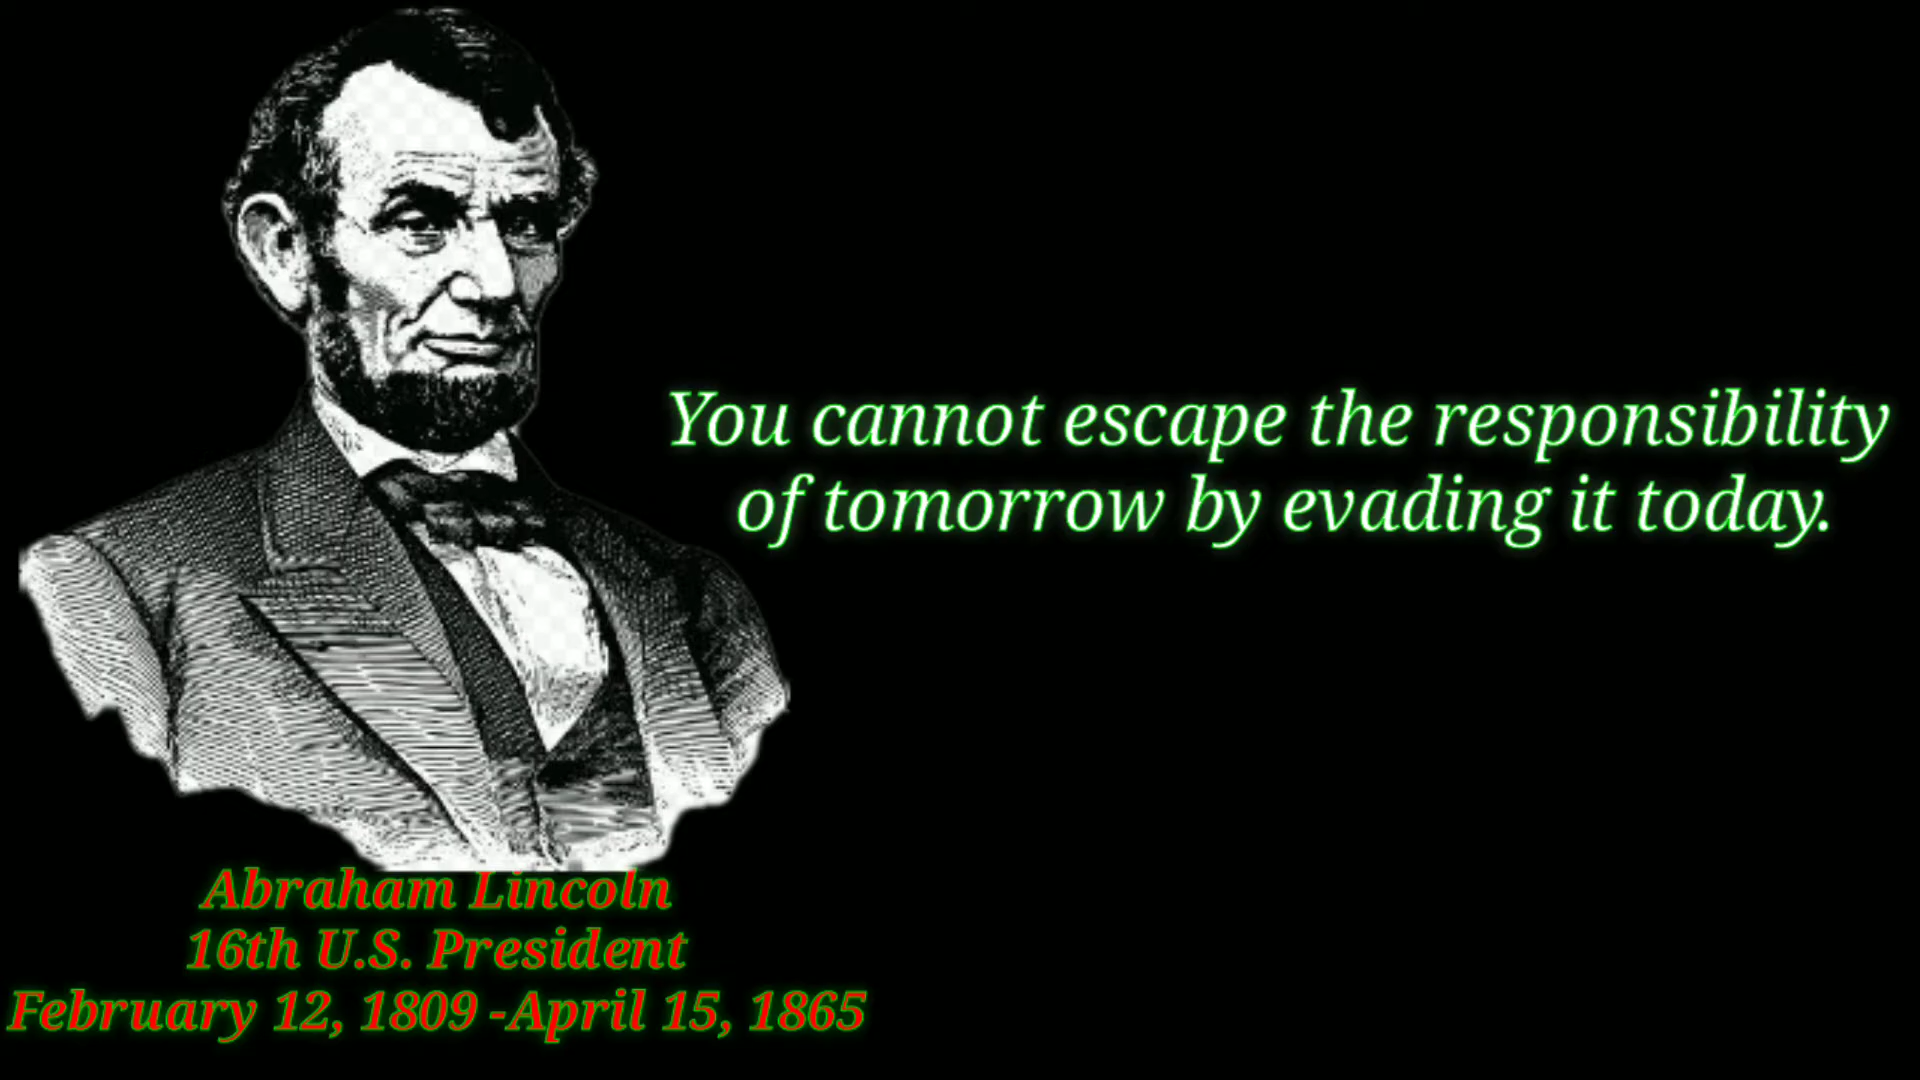 You cannot escape the responsibility
of tomorrow by evading it today.
Abraham Lincoln
16th U.S. President
February 12, 1809 -April 15, 1865